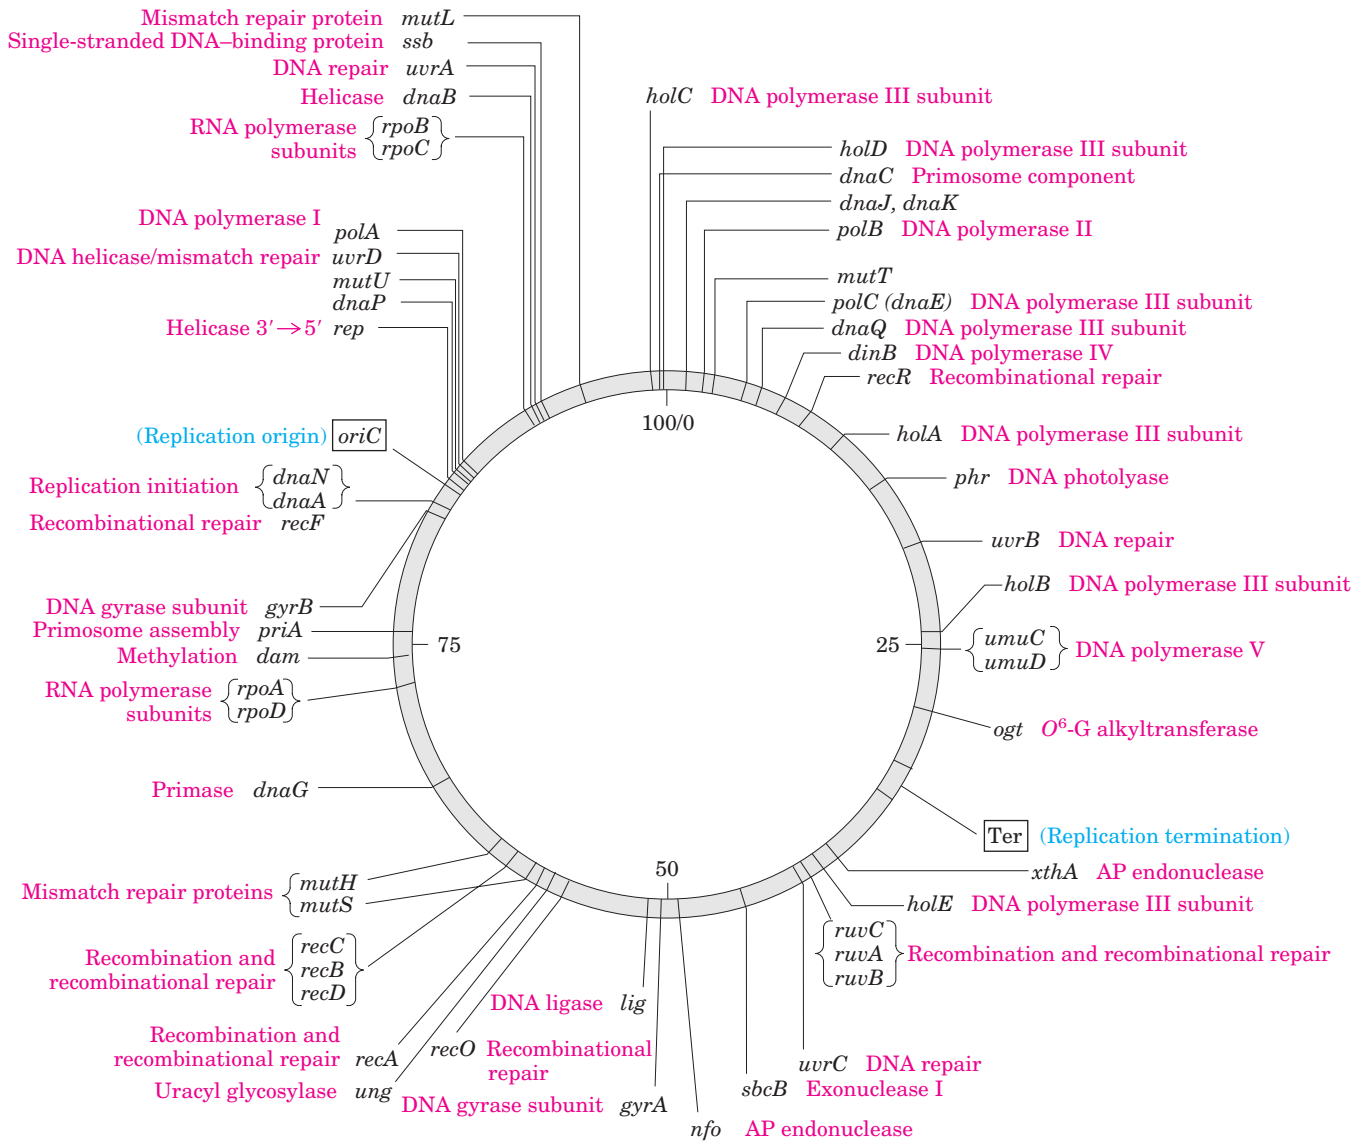 Mismatch repair protein mutL
Single-stranded DNA–binding protein ssb
DNA repair uvrA
Helicase dnaB
RNA polymerase subunits rpoB rpoC
DNA polymerase I polA
DNA helicase/mismatch repair uvrD
mutU
dnaP
Helicase 3′→5′ rep
(Replication origin) oriC
Replication initiation dnaN dnaA
Recombinational repair recF
DNA gyrase subunit gyrB
Primosome assembly priA
Methylation dam
RNA polymerase subunits rpoA rpoD
Primase dnaG
Mismatch repair proteins mutH mutS
Recombination and recombinational repair recC recB recD
Recombination and recombinational repair recA
Uracyl glycosylase ung
recO Recombinational repair
DNA ligase lig
DNA gyrase subunit gyrA
nfo AP endonuclease
sbcB Exonuclease I
uvrC DNA repair
ruvC ruvA ruvB Recombination and recombinational repair
holE DNA polymerase III subunit
xthA AP endonuclease
Ter (Replication termination)
ogt O⁶-G alkyltransferase
umuC umuD DNA polymerase V
holB DNA polymerase III subunit
uvrB DNA repair
phr DNA photolyase
holA DNA polymerase III subunit
recR Recombinational repair
dinB DNA polymerase IV
dnaQ DNA polymerase III subunit
polC (dnaE) DNA polymerase III subunit
mutT
polB DNA polymerase II
dnaJ, dnaK
dnaC Primosome component
holD DNA polymerase III subunit
holC DNA polymerase III subunit
100/0
25
50
75